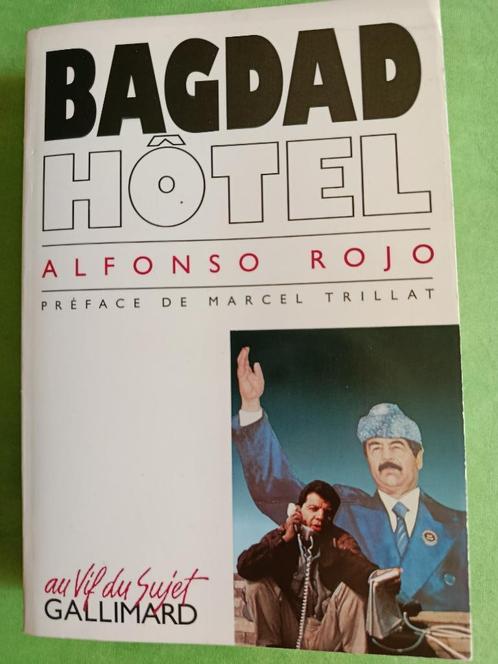 BAGDAD
HÔTEL
ALFONSO ROJO
PRÉFACE DE MARCEL TRILLAT
au Vif du Sujet
GALLIMARD